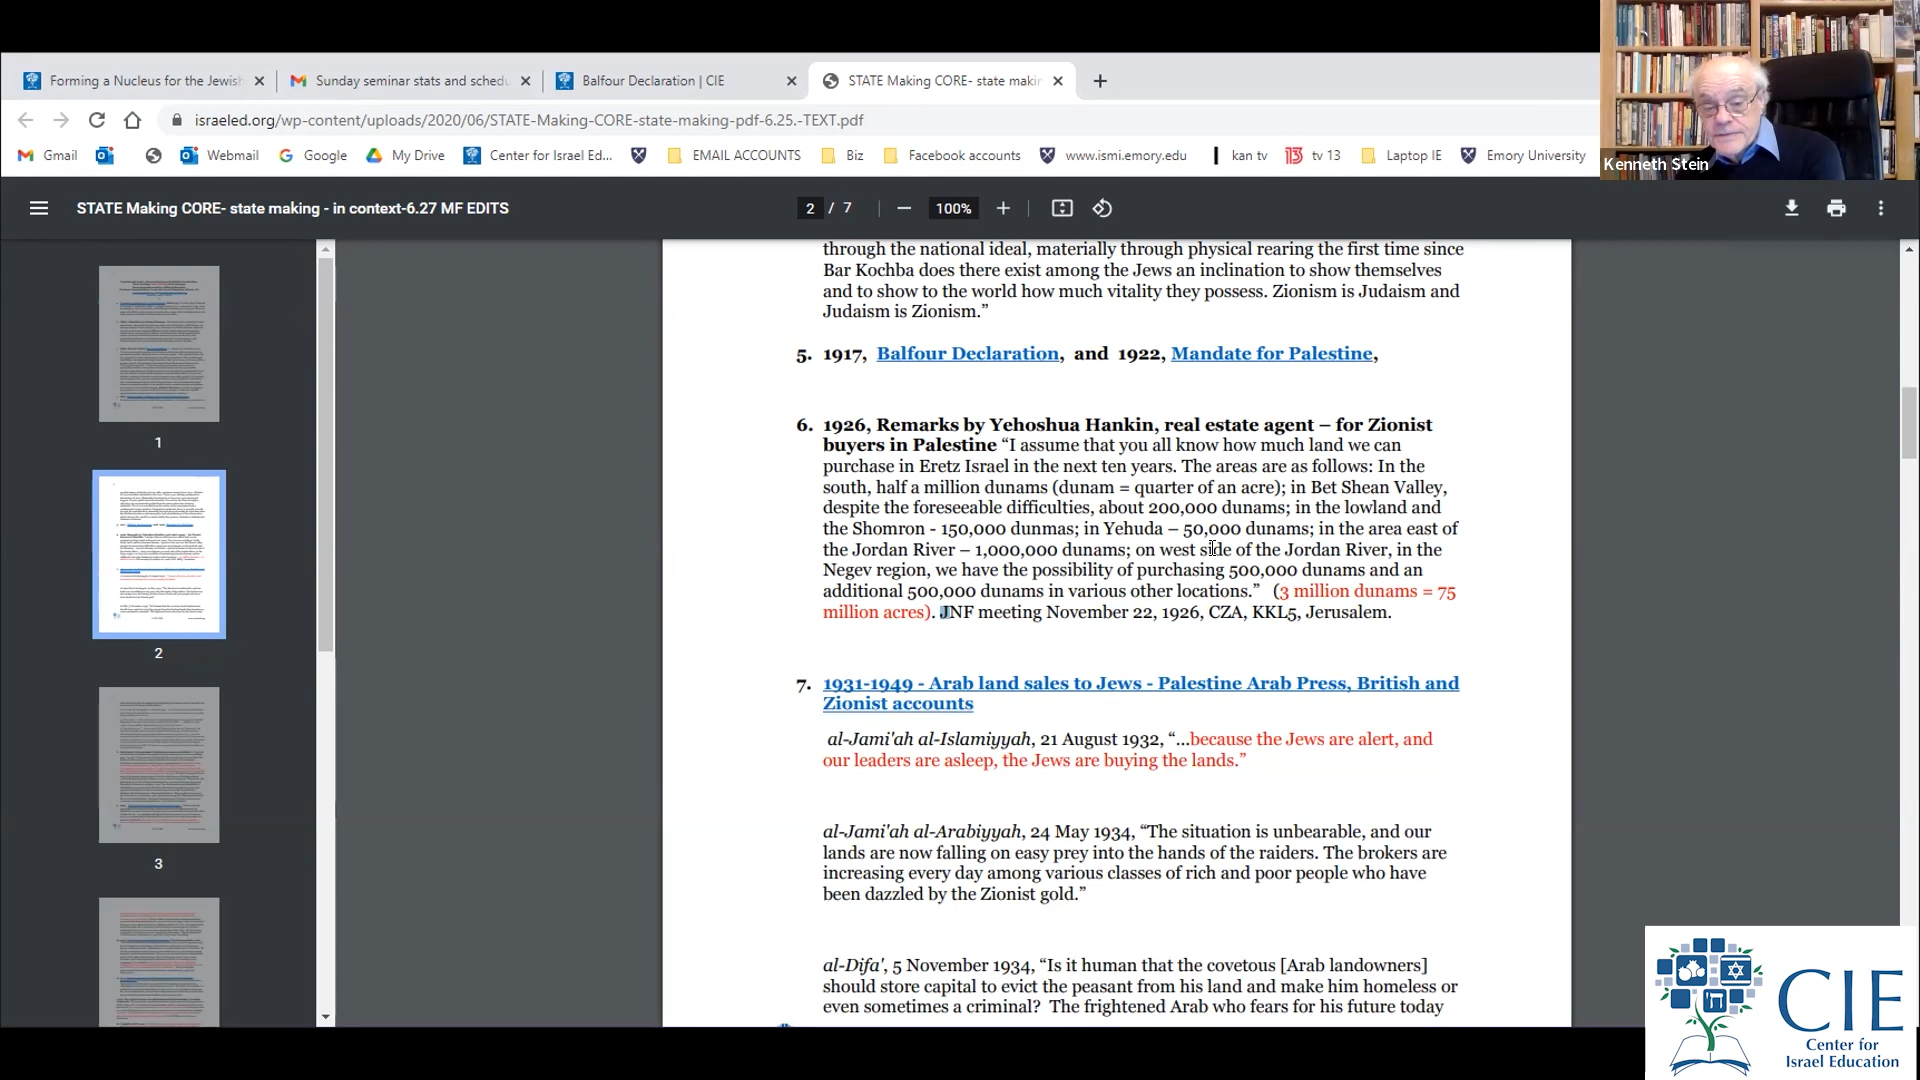 Forming a Nucleus for the Jewish
Sunday seminar stats and schedu
Balfour Declaration | CIE
STATE Making CORE- state makin
israeled.org/wp-content/uploads/2020/06/STATE-Making-CORE-state-making-pdf-6.25.-TEXT.pdf
Gmail
Webmail
Google
My Drive
Center for Israel Ed...
EMAIL ACCOUNTS
Biz
Facebook accounts
www.ismi.emory.edu
kan tv
13
tv 13
Laptop IE
Emory University
Kenneth Stein
STATE Making CORE- state making - in context-6.27 MF EDITS
2 / 7
100%
1
2
3
through the national ideal, materially through physical rearing the first time since
Bar Kochba does there exist among the Jews an inclination to show themselves
and to show to the world how much vitality they possess. Zionism is Judaism and
Judaism is Zionism.”
5. 1917, Balfour Declaration, and 1922, Mandate for Palestine,
6. 1926, Remarks by Yehoshua Hankin, real estate agent – for Zionist
buyers in Palestine “I assume that you all know how much land we can
purchase in Eretz Israel in the next ten years. The areas are as follows: In the
south, half a million dunams (dunam = quarter of an acre); in Bet Shean Valley,
despite the foreseeable difficulties, about 200,000 dunams; in the lowland and
the Shomron - 150,000 dunmas; in Yehuda – 50,000 dunams; in the area east of
the Jordan River – 1,000,000 dunams; on west side of the Jordan River, in the
Negev region, we have the possibility of purchasing 500,000 dunams and an
additional 500,000 dunams in various other locations.” (3 million dunams = 75
million acres). JNF meeting November 22, 1926, CZA, KKL5, Jerusalem.
7. 1931-1949 - Arab land sales to Jews - Palestine Arab Press, British and
Zionist accounts
al-Jami'ah al-Islamiyyah, 21 August 1932, “...because the Jews are alert, and
our leaders are asleep, the Jews are buying the lands.”
al-Jami'ah al-Arabiyyah, 24 May 1934, “The situation is unbearable, and our
lands are now falling on easy prey into the hands of the raiders. The brokers are
increasing every day among various classes of rich and poor people who have
been dazzled by the Zionist gold.”
al-Difa', 5 November 1934, “Is it human that the covetous [Arab landowners]
should store capital to evict the peasant from his land and make him homeless or
even sometimes a criminal? The frightened Arab who fears for his future today
CIE
Center for
Israel Education